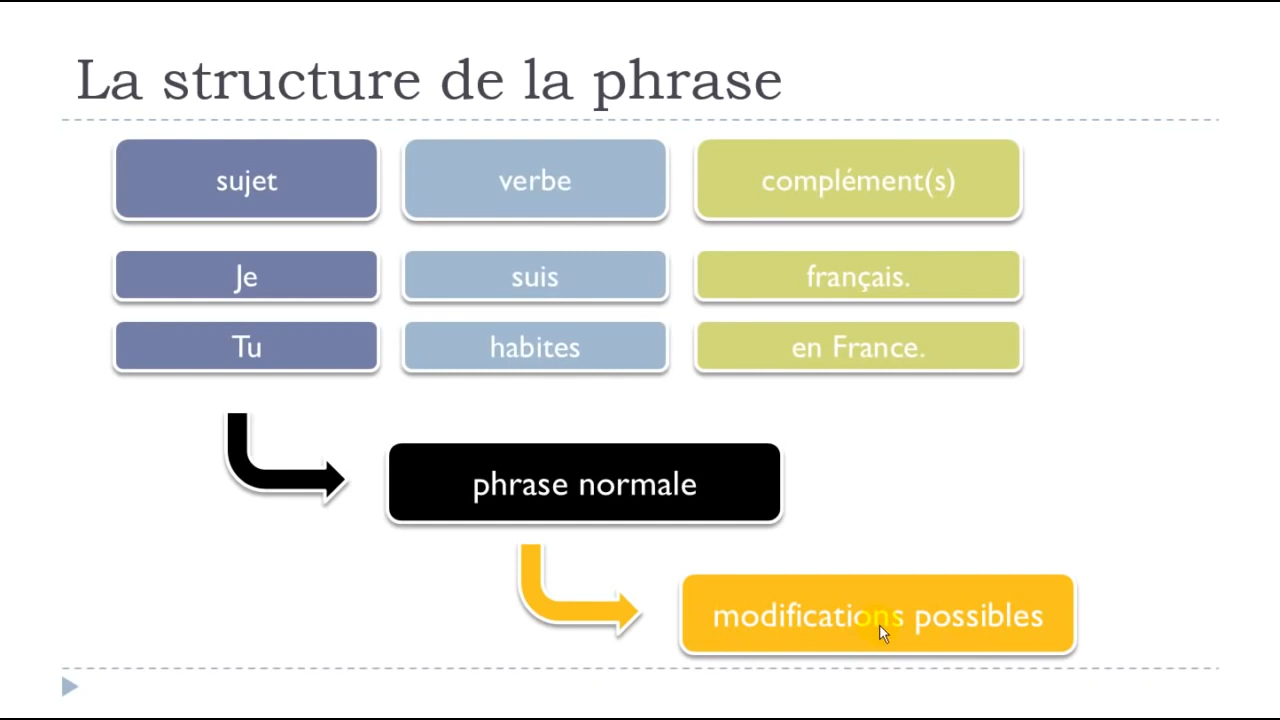 La structure de la phrase
sujet verbe complément(s)
Je suis français.
Tu habites en France.
phrase normale
modifications possibles